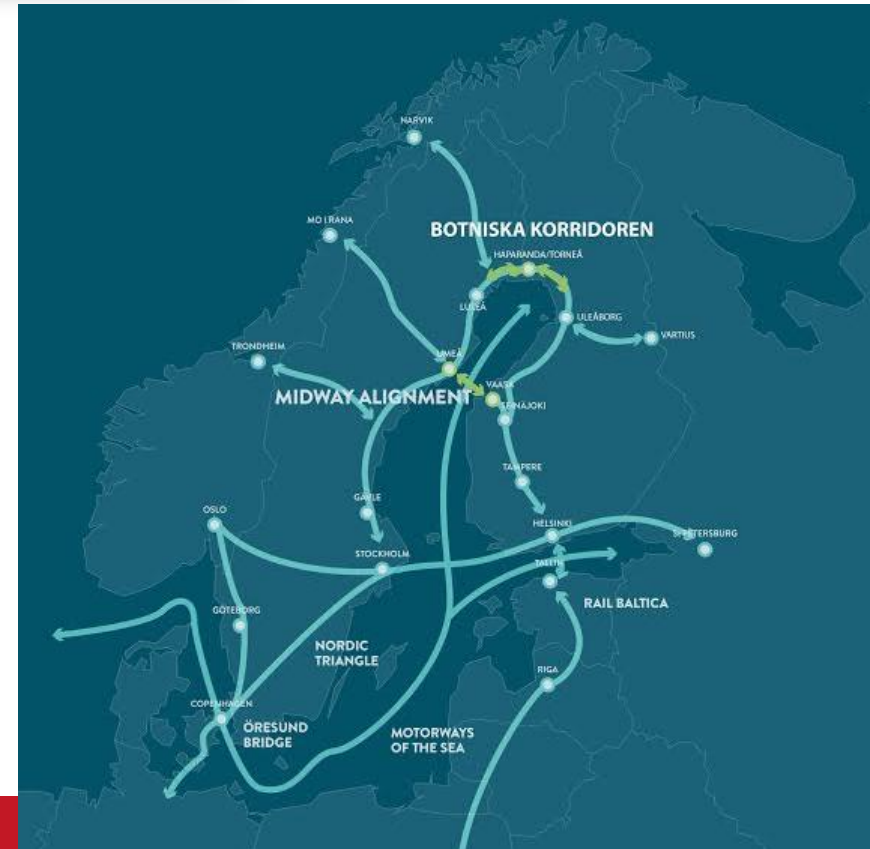 NARVIK
MO I RANA
BOTNISKA KORRIDOREN
HAPARANDA/TORNEÅ
LULEÅ
ULEÅBORG
VARTIUS
TRONDHEIM
UMEÅ
VAASA
MIDWAY ALIGNMENT
SEINÄJOKI
TAMPERE
GÄVLE
OSLO
HELSINKI
ST. PETERSBURG
STOCKHOLM
TALLIN
RAIL BALTICA
GÖTEBORG
NORDIC
TRIANGLE
RIGA
COPENHAGEN
ÖRESUND
BRIDGE
MOTORWAYS
OF THE SEA